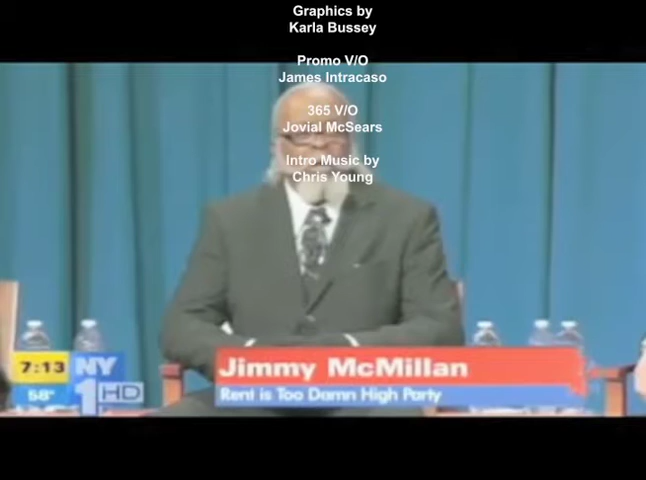 Graphics by
Karla Bussey
Promo V/O
James Intracaso
365 V/O
Jovial McSears
Intro Music by
Chris Young
Jimmy McMillan
Rent is Too Damn High Party
7:13
58°
NY
1 HD